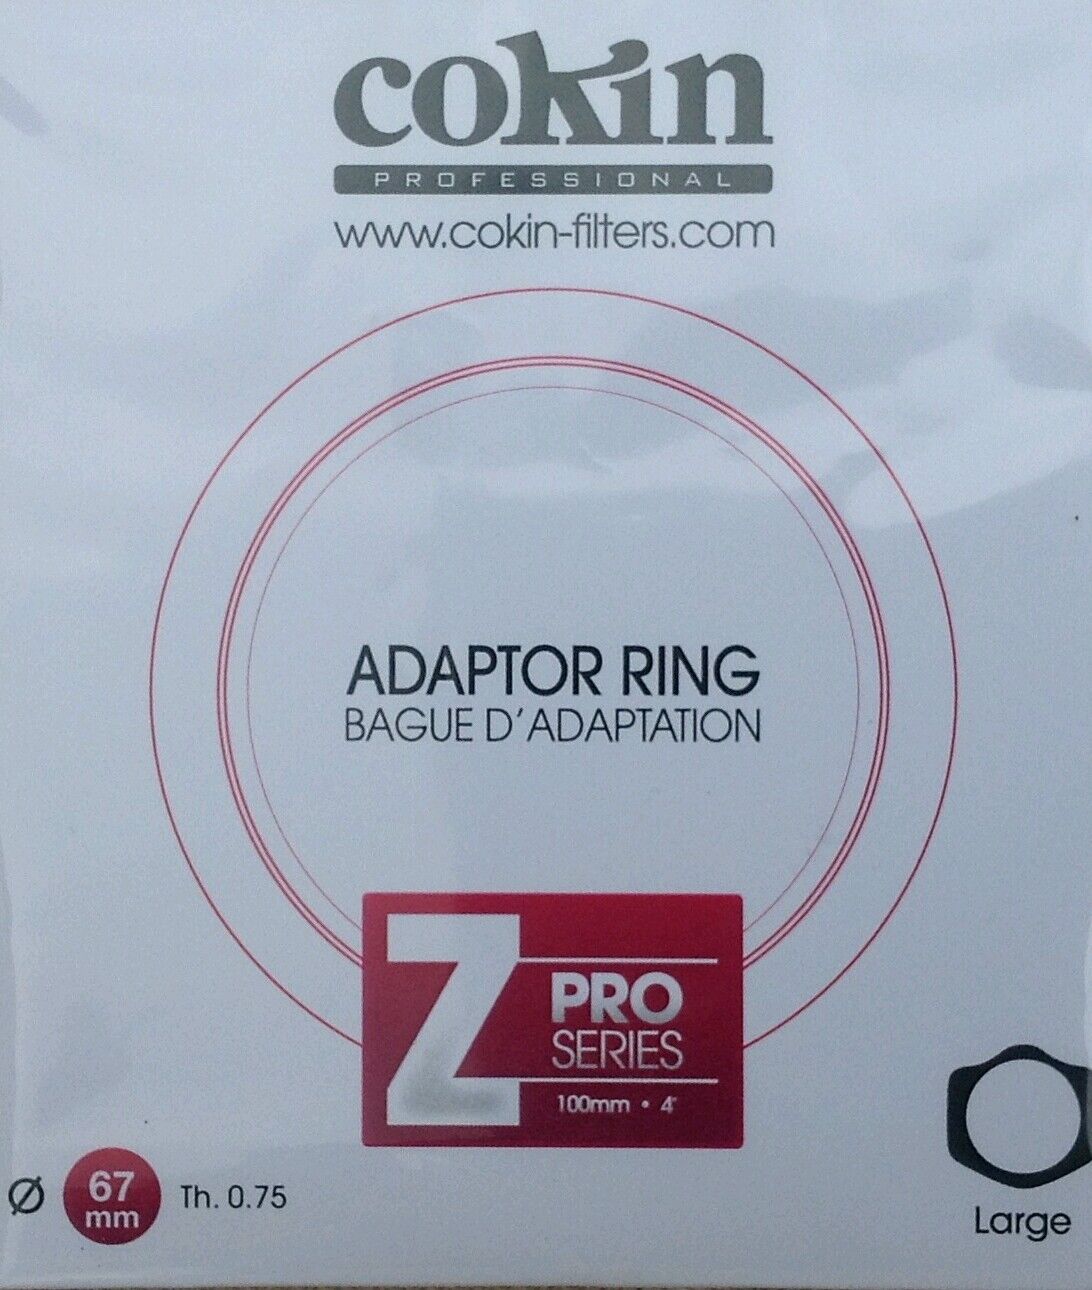 cokin
PROFESSIONAL
www.cokin-filters.com
ADAPTOR RING
BAGUE D'ADAPTATION
Z
PRO
SERIES
100mm • 4"
Ø 67 mm Th. 0.75
Large